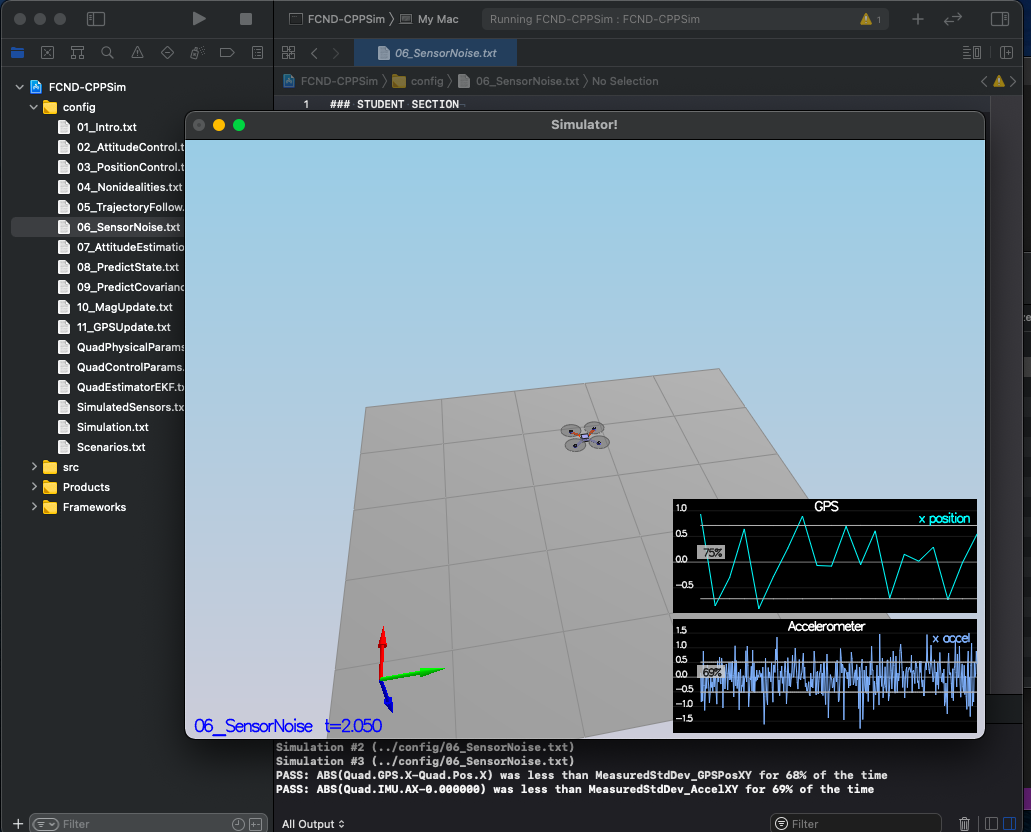 FCND-CPPSim
My Mac
Running FCND-CPPSim : FCND-CPPSim
1
06_SensorNoise.txt
FCND-CPPSim
config
06_SensorNoise.txt
No Selection
FCND-CPPSim
config
01_Intro.txt
02_AttitudeControl.t
03_PositionControl.t
04_Nonidealities.txt
05_TrajectoryFollow.
06_SensorNoise.txt
07_AttitudeEstimatio
08_PredictState.txt
09_PredictCovarianc
10_MagUpdate.txt
11_GPSUpdate.txt
QuadPhysicalParams
QuadControlParams.
QuadEstimatorEKF.tx
SimulatedSensors.tx
Simulation.txt
Scenarios.txt
src
Products
Frameworks
1 ### STUDENT SECTION
Simulator!
GPS
x position
1.0
0.5
0.0
-0.5
75%
Accelerometer
x accel
1.5
1.0
0.5
0.0
-0.5
-1.0
-1.5
69%
06_SensorNoise t=2.050
Simulation #2 (../config/06_SensorNoise.txt)
Simulation #3 (../config/06_SensorNoise.txt)
PASS: ABS(Quad.GPS.X-Quad.Pos.X) was less than MeasuredStdDev_GPSPosXY for 68% of the time
PASS: ABS(Quad.IMU.AX-0.000000) was less than MeasuredStdDev_AccelXY for 69% of the time
Filter
All Output
Filter